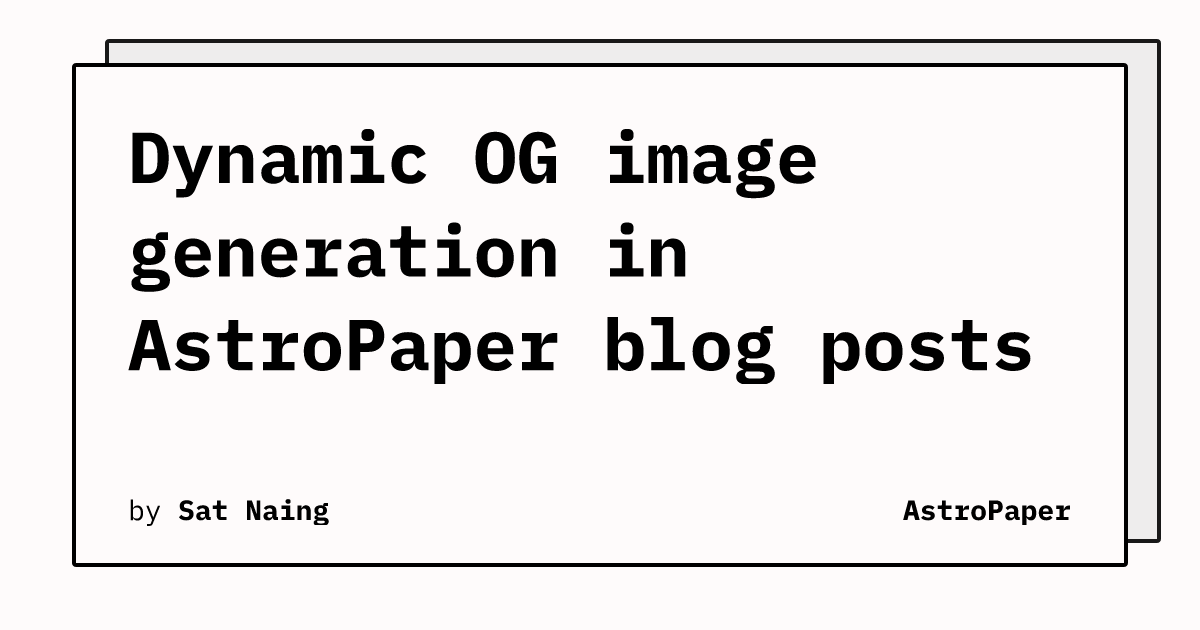 Dynamic OG image
generation in
AstroPaper blog posts
by Sat Naing
AstroPaper